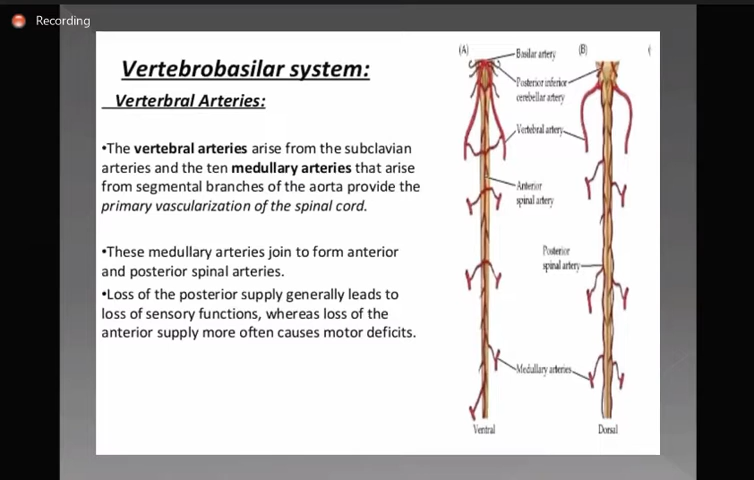 Recording
Vertebrobasilar system:
Verterbral Arteries:
•The vertebral arteries arise from the subclavian
arteries and the ten medullary arteries that arise
from segmental branches of the aorta provide the
primary vascularization of the spinal cord.
•These medullary arteries join to form anterior
and posterior spinal arteries.
•Loss of the posterior supply generally leads to
loss of sensory functions, whereas loss of the
anterior supply more often causes motor deficits.
(A)
Basilar artery
(B)
Posterior inferior
cerebellar artery
Vertebral artery
Anterior
spinal artery
Posterior
spinal artery
Medullary arteries
Ventral
Dorsal